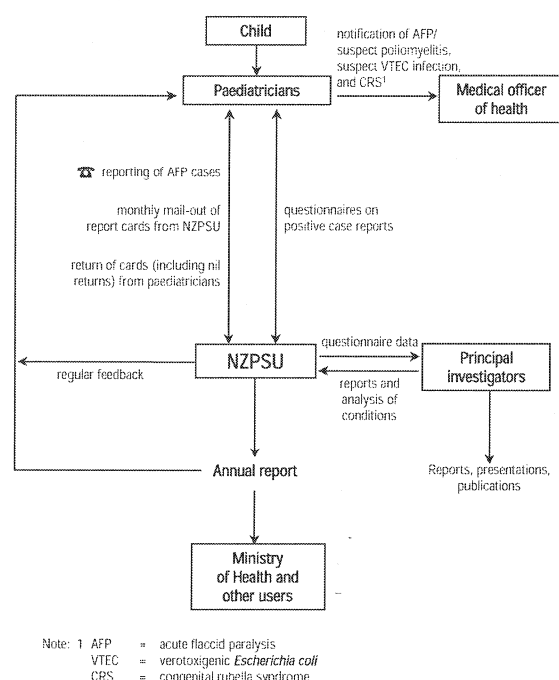 Child
notification of AFP/
suspect poliomyelitis,
suspect VTEC infection,
and CRS1
Paediatricians
Medical officer
of health
☎ reporting of AFP cases
monthly mail-out of
report cards from NZPSU
questionnaires on
positive case reports
return of cards (including nil
returns) from paediatricians
NZPSU
questionnaire data
Principal
investigators
regular feedback
reports and
analysis of
conditions
Annual report
Reports, presentations,
publications
Ministry
of Health and
other users
Note: 1 AFP = acute flaccid paralysis
VTEC = verotoxigenic Escherichia coli
CRS = congenital rubella syndrome